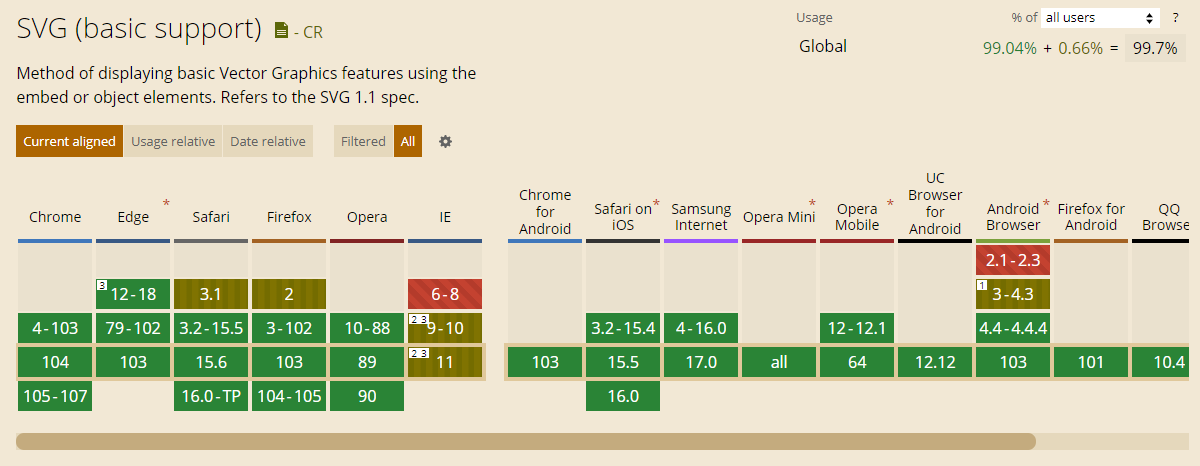 SVG (basic support) - CR
Usage % of all users ?
Global 99.04% + 0.66% = 99.7%
Method of displaying basic Vector Graphics features using the
embed or object elements. Refers to the SVG 1.1 spec.
Current aligned Usage relative Date relative Filtered All
Chrome Edge * Safari Firefox Opera IE
Chrome for Android Safari on iOS * Samsung Internet Opera Mini * Opera Mobile * UC Browser for Android Android Browser * Firefox for Android QQ Browse
2.1-2.3
3 12-18 3.1 2 6-8 1 3-4.3
4-103 79-102 3.2-15.5 3-102 10-88 2 3 9-10 3.2-15.4 4-16.0 12-12.1 4.4-4.4.4
104 103 15.6 103 89 2 3 11 103 15.5 17.0 all 64 12.12 103 101 10.4
105-107 16.0-TP 104-105 90 16.0